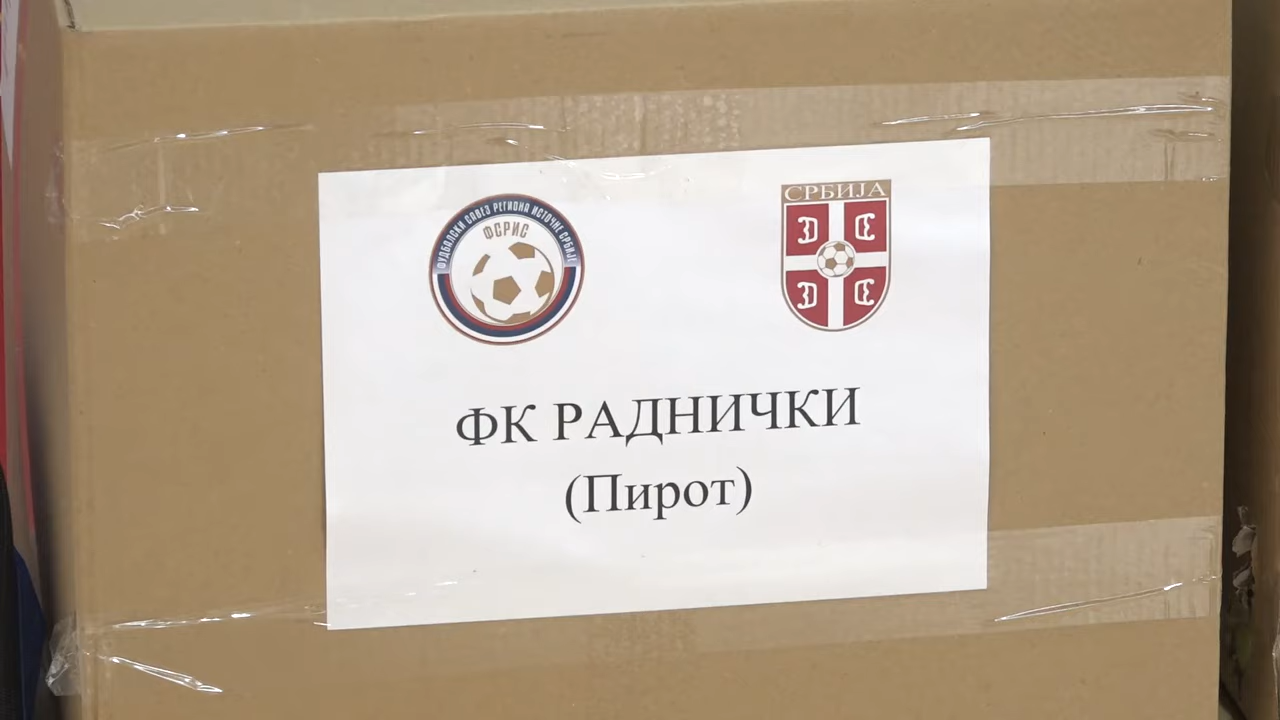 ФУДБАЛСКИ САВЕЗ РЕГИОНА ИСТОЧНЕ СРБИЈЕ
ФСРИС
СРБИЈА
ФК РАДНИЧКИ
(Пирот)